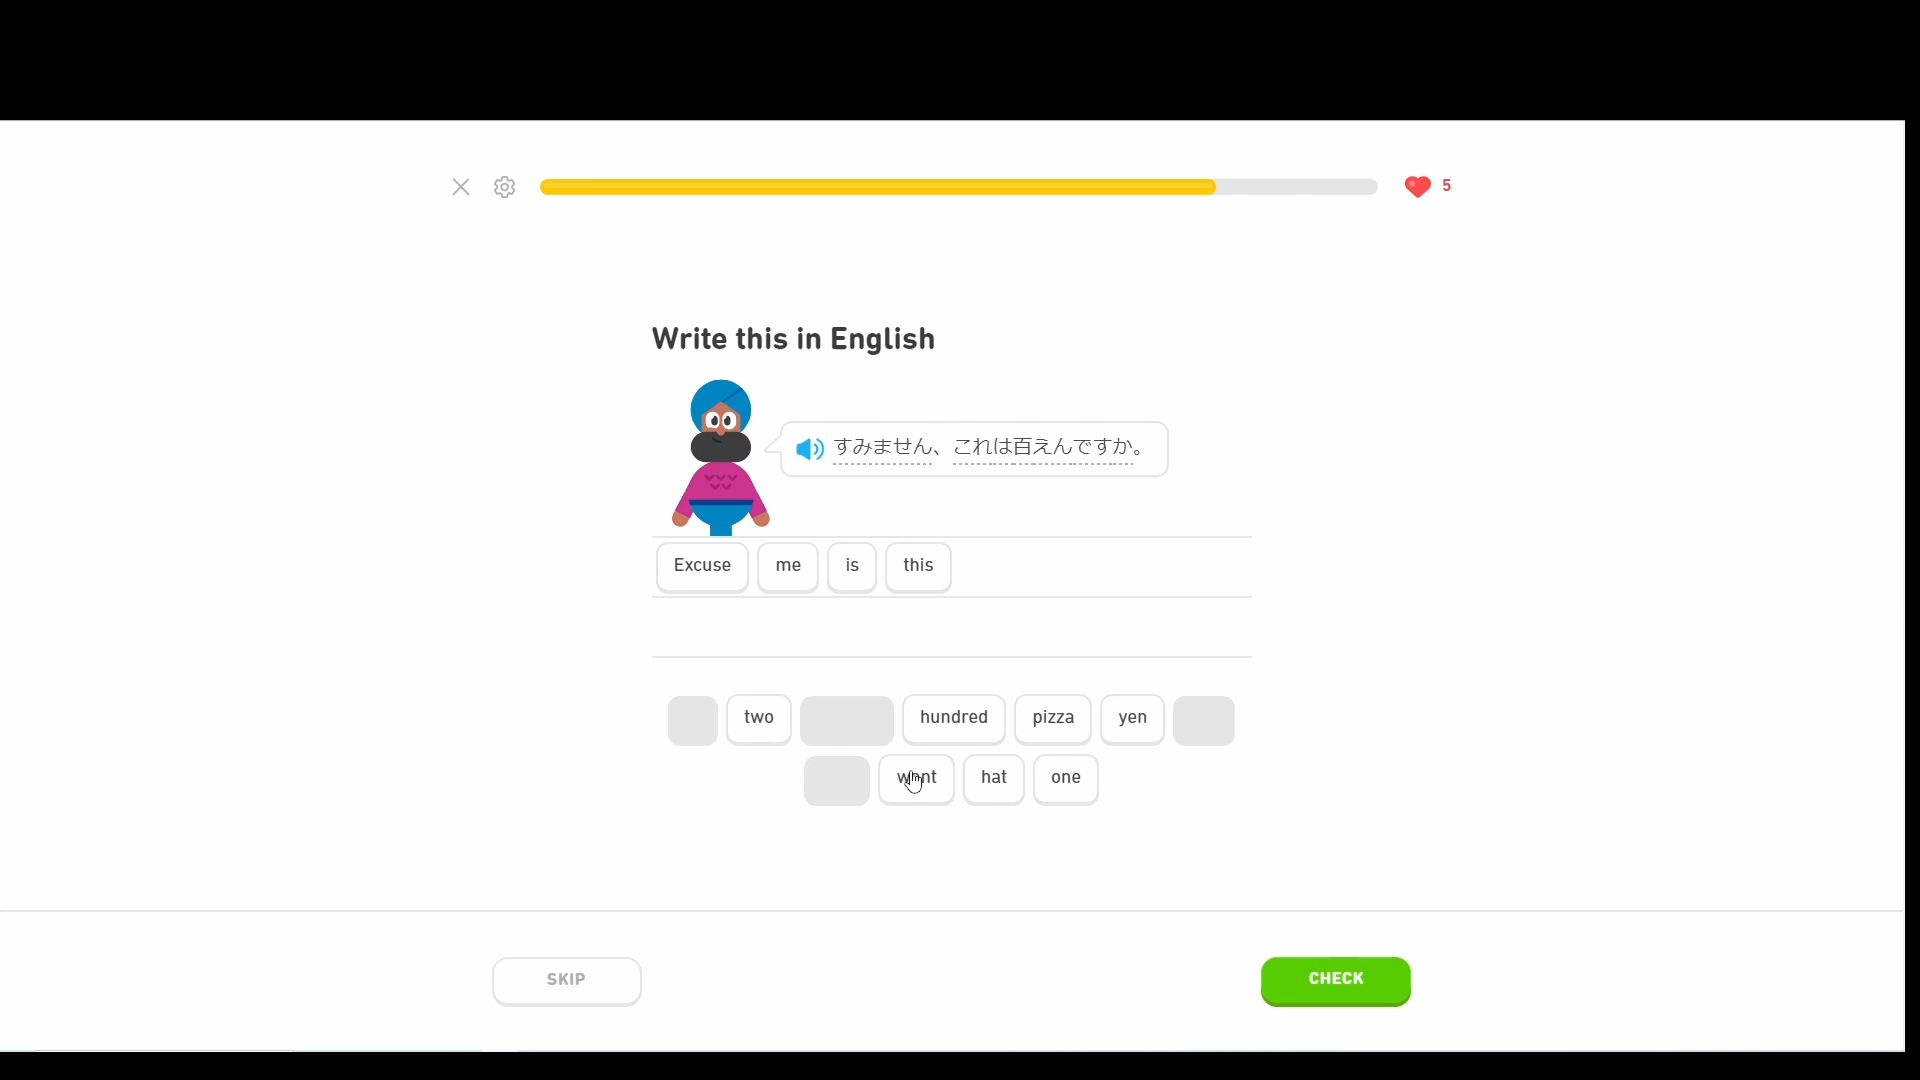 5
Write this in English
すみません、これは百えんですか。
Excuse me is this
two hundred pizza yen
want hat one
SKIP CHECK